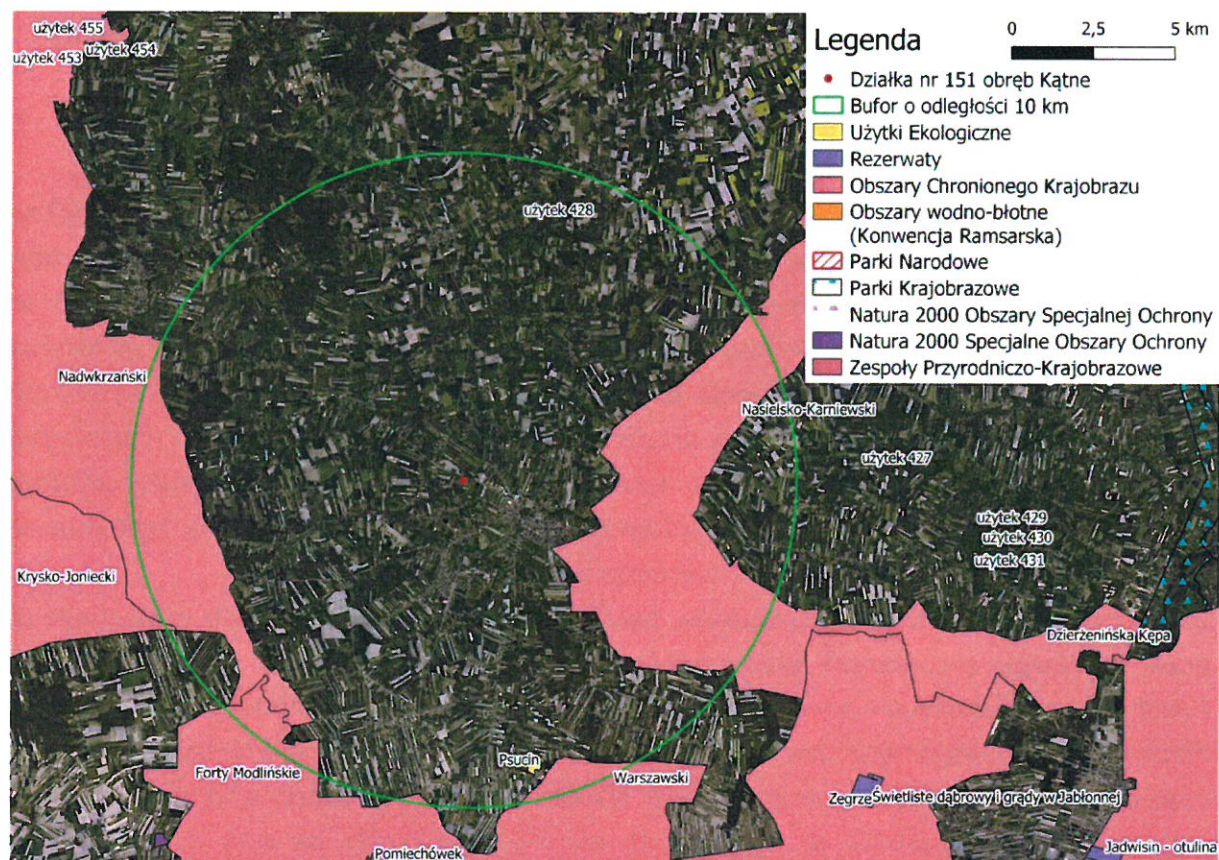 użytek 455
użytek 453
użytek 454
Legenda
0 2,5 5 km
Działka nr 151 obręb Kątne
Bufor o odległości 10 km
Użytki Ekologiczne
Rezerwaty
Obszary Chronionego Krajobrazu
Obszary wodno-błotne
(Konwencja Ramsarska)
Parki Narodowe
Parki Krajobrazowe
Natura 2000 Obszary Specjalnej Ochrony
Natura 2000 Specjalne Obszary Ochrony
Zespoły Przyrodniczo-Krajobrazowe
użytek 428
Nadwkrzański
Nasielsko-Karniewski
użytek 427
użytek 429
użytek 430
użytek 431
Krysko-Joniecki
Dzierżenińska Kępa
Psucin
Forty Modlińskie
Warszawski
Zegrze
Świetliste dąbrowy i grądy w Jabłonnej
Pomiechówek
Jadwisin - otulina